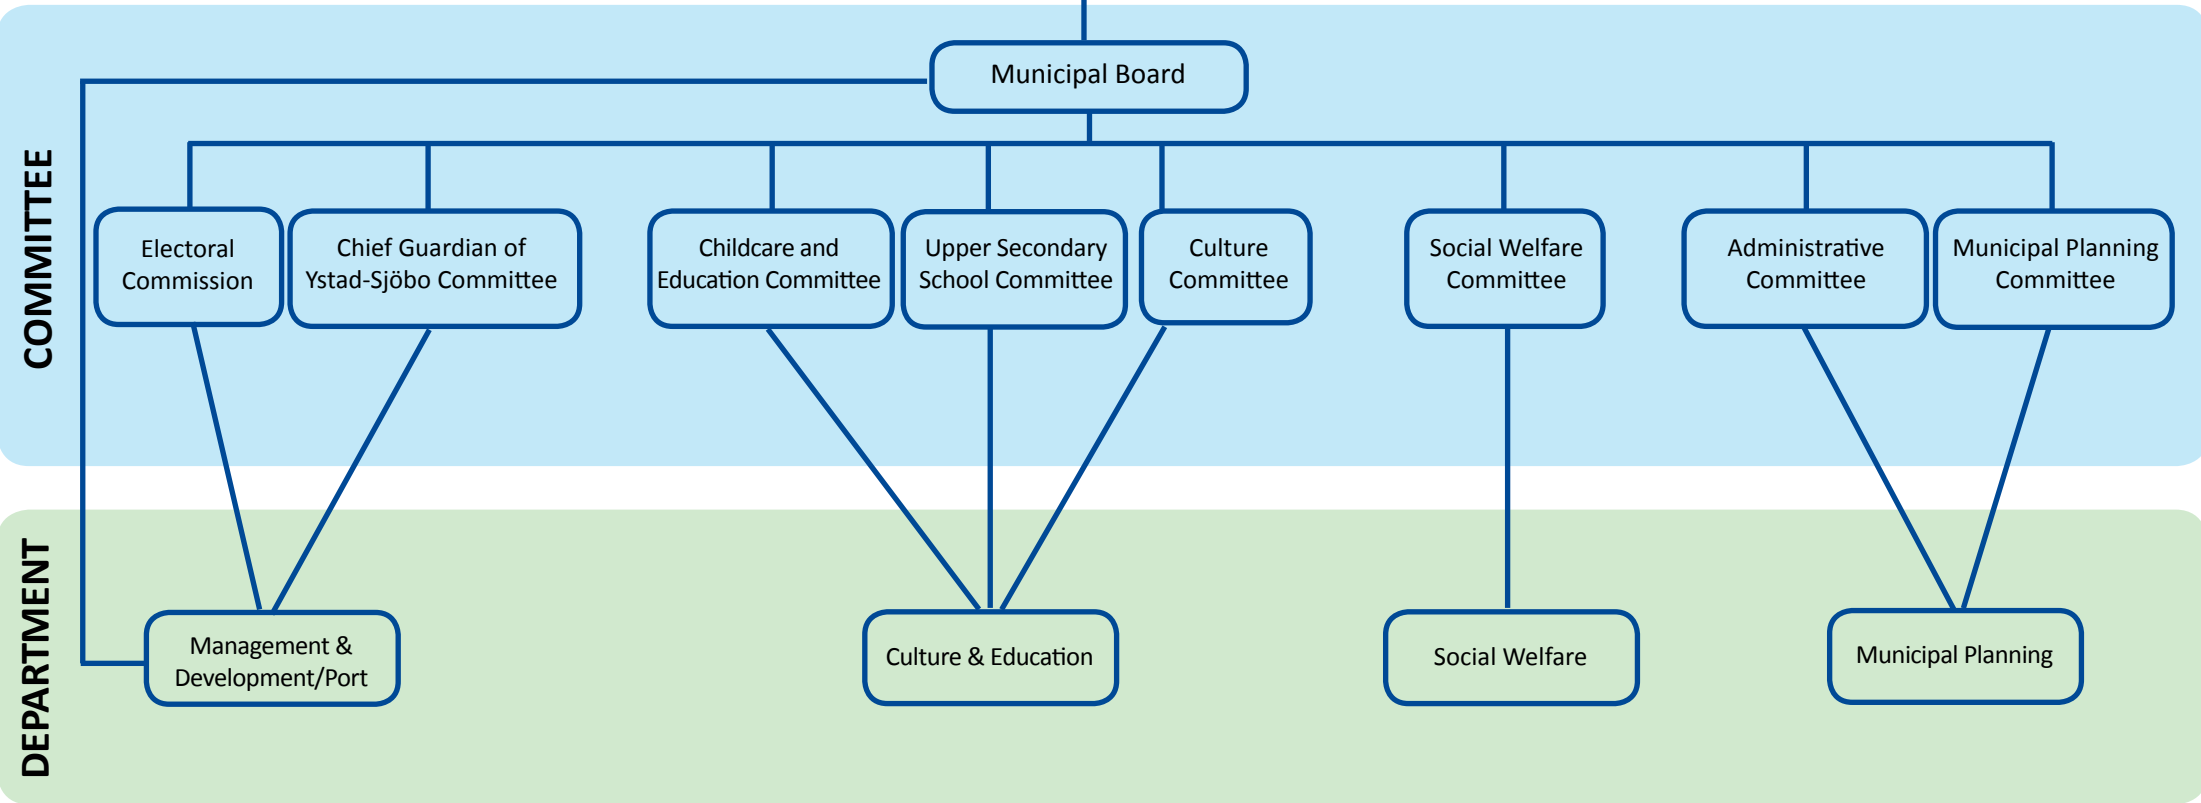 COMMITTEE
Municipal Board
Electoral
Commission
Chief Guardian of
Ystad-Sjöbo Committee
Childcare and
Education Committee
Upper Secondary
School Committee
Culture
Committee
Social Welfare
Committee
Administrative
Committee
Municipal Planning
Committee
DEPARTMENT
Management &
Development/Port
Culture & Education
Social Welfare
Municipal Planning